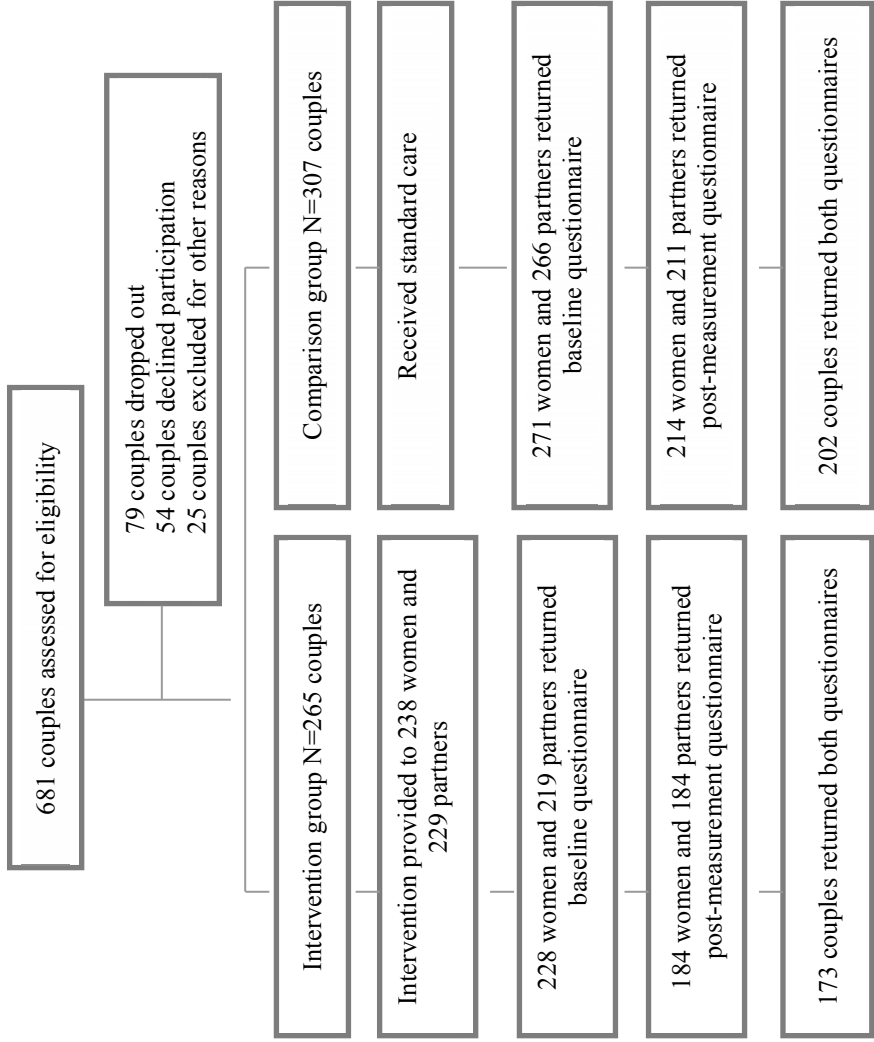 681 couples assessed for eligibility
79 couples dropped out
54 couples declined participation
25 couples excluded for other reasons
Intervention group N=265 couples
Comparison group N=307 couples
Intervention provided to 238 women and
229 partners
Received standard care
228 women and 219 partners returned
baseline questionnaire
271 women and 266 partners returned
baseline questionnaire
184 women and 184 partners returned
post-measurement questionnaire
214 women and 211 partners returned
post-measurement questionnaire
173 couples returned both questionnaires
202 couples returned both questionnaires